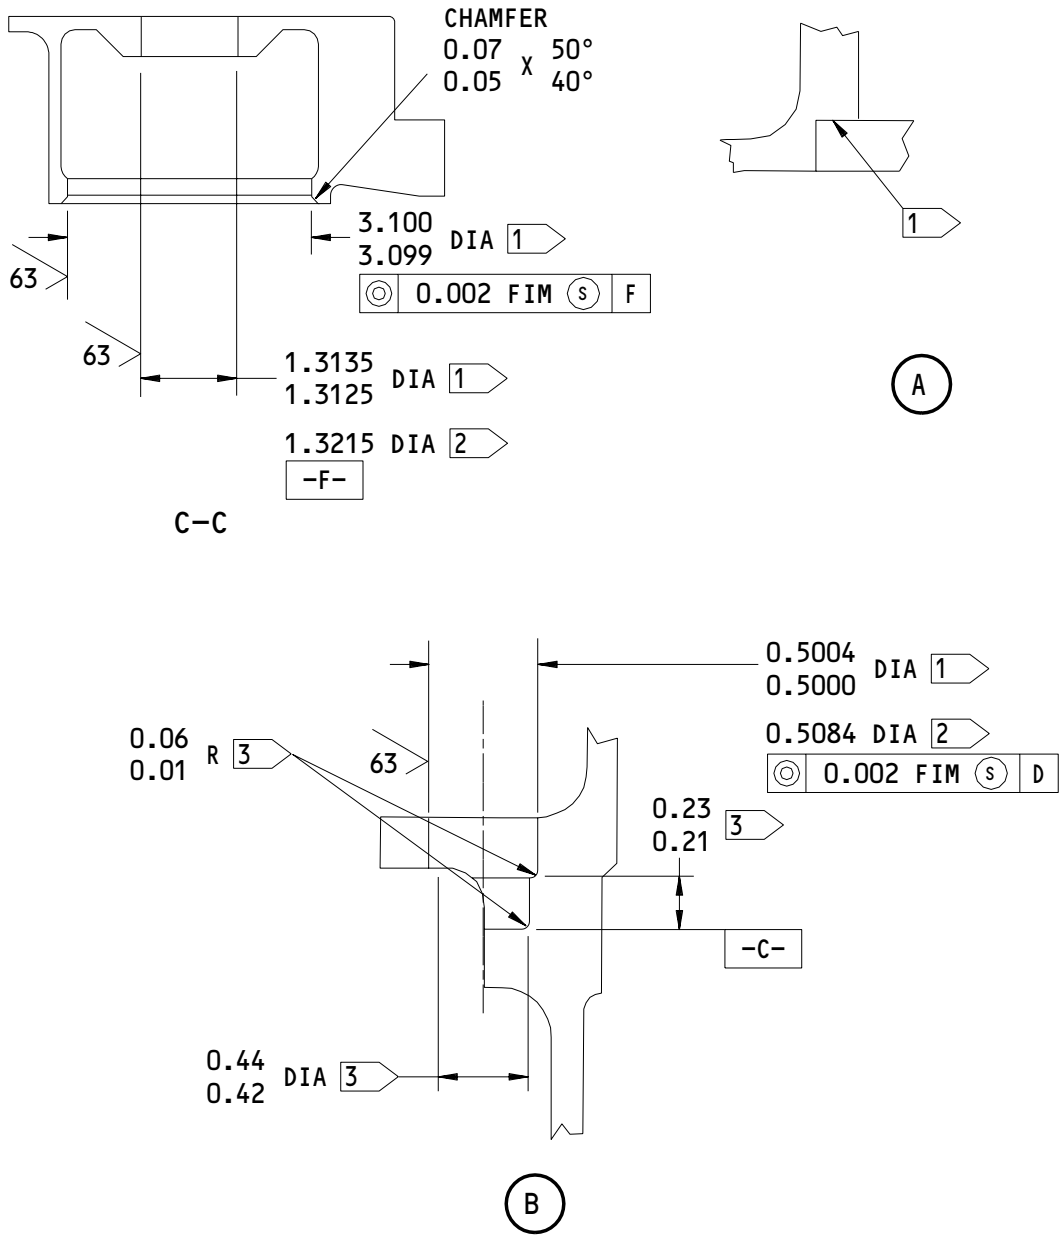 CHAMFER
0.07 X 50°
0.05 40°
3.100 DIA 1
3.099
63
◎ 0.002 FIM Ⓢ F
63
1.3135 DIA 1
1.3125
1.3215 DIA 2
-F-
C-C
1
A
0.5004 DIA 1
0.5000
0.5084 DIA 2
◎ 0.002 FIM Ⓢ D
0.06 R 3
0.01
63
0.23 3
0.21
-C-
0.44 DIA 3
0.42
B